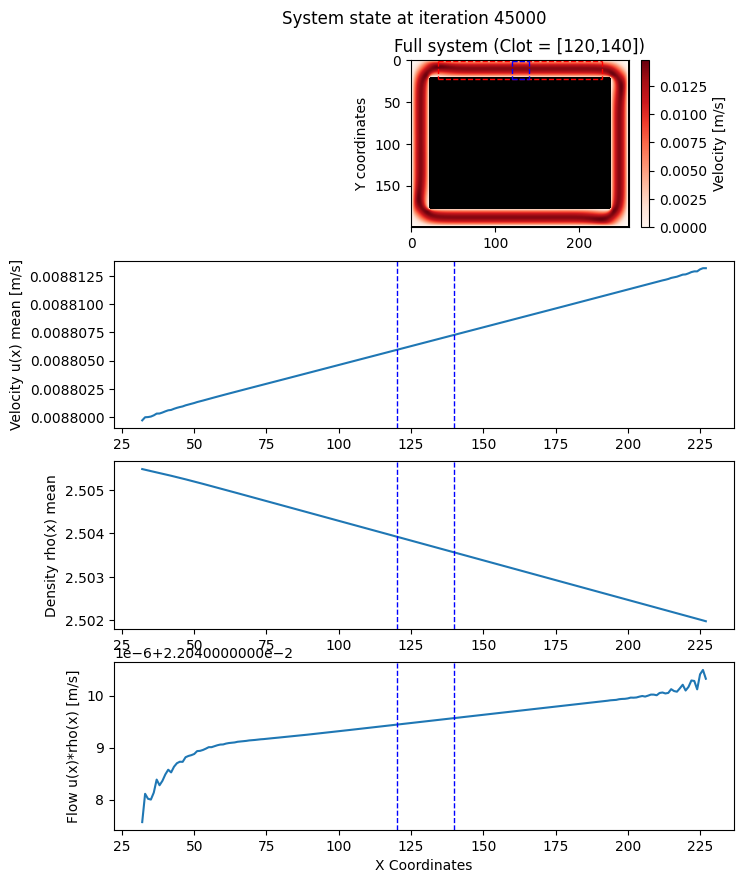 System state at iteration 45000
Full system (Clot = [120,140])
0
50
100
150
Y coordinates
0 100 200
0.0125
0.0100
0.0075
0.0050
0.0025
0.0000
Velocity [m/s]
0.0088125
0.0088100
0.0088075
0.0088050
0.0088025
0.0088000
Velocity u(x) mean [m/s]
25 50 75 100 125 150 175 200 225
2.505
2.504
2.503
2.502
Density rho(x) mean
25 50 75 100 125 150 175 200 225
1e−6+2.2040000000e−2
10
9
8
Flow u(x)*rho(x) [m/s]
25 50 75 100 125 150 175 200 225
X Coordinates